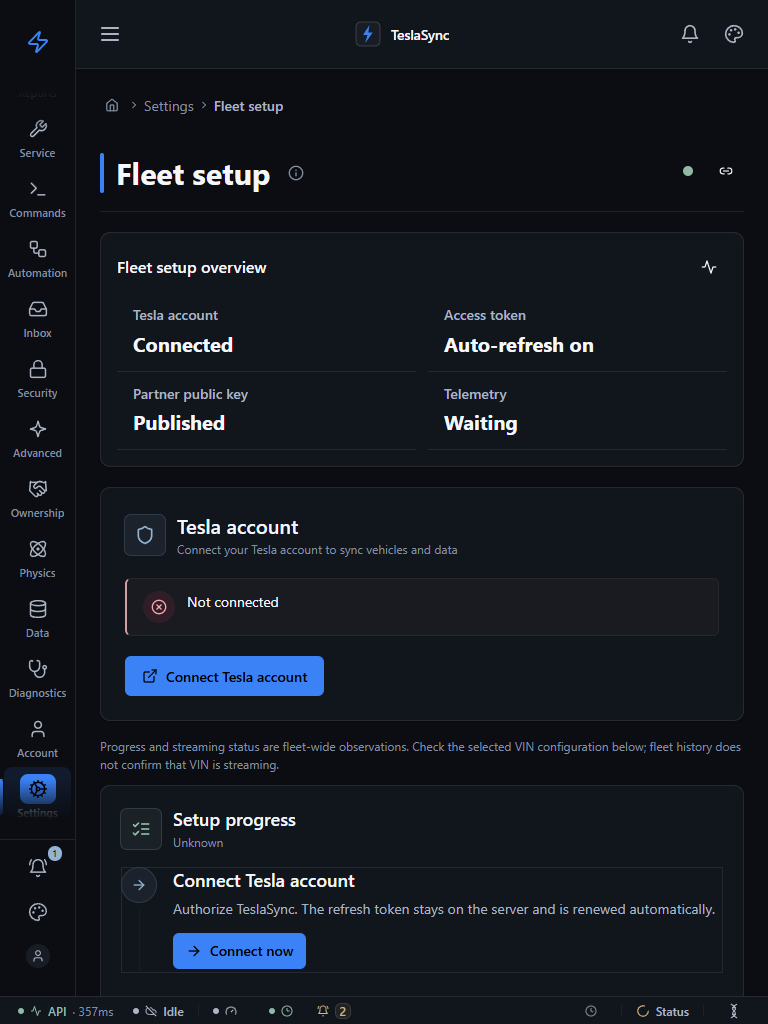 TeslaSync
Reports
Service
Commands
Automation
Inbox
Security
Advanced
Ownership
Physics
Data
Diagnostics
Account
Settings
1
Settings > Fleet setup
Fleet setup
Fleet setup overview
Tesla account
Connected
Access token
Auto-refresh on
Partner public key
Published
Telemetry
Waiting
Tesla account
Connect your Tesla account to sync vehicles and data
Not connected
Connect Tesla account
Progress and streaming status are fleet-wide observations. Check the selected VIN configuration below; fleet history does
not confirm that VIN is streaming.
Setup progress
Unknown
Connect Tesla account
Authorize TeslaSync. The refresh token stays on the server and is renewed automatically.
Connect now
API · 357ms
Idle
2
Status